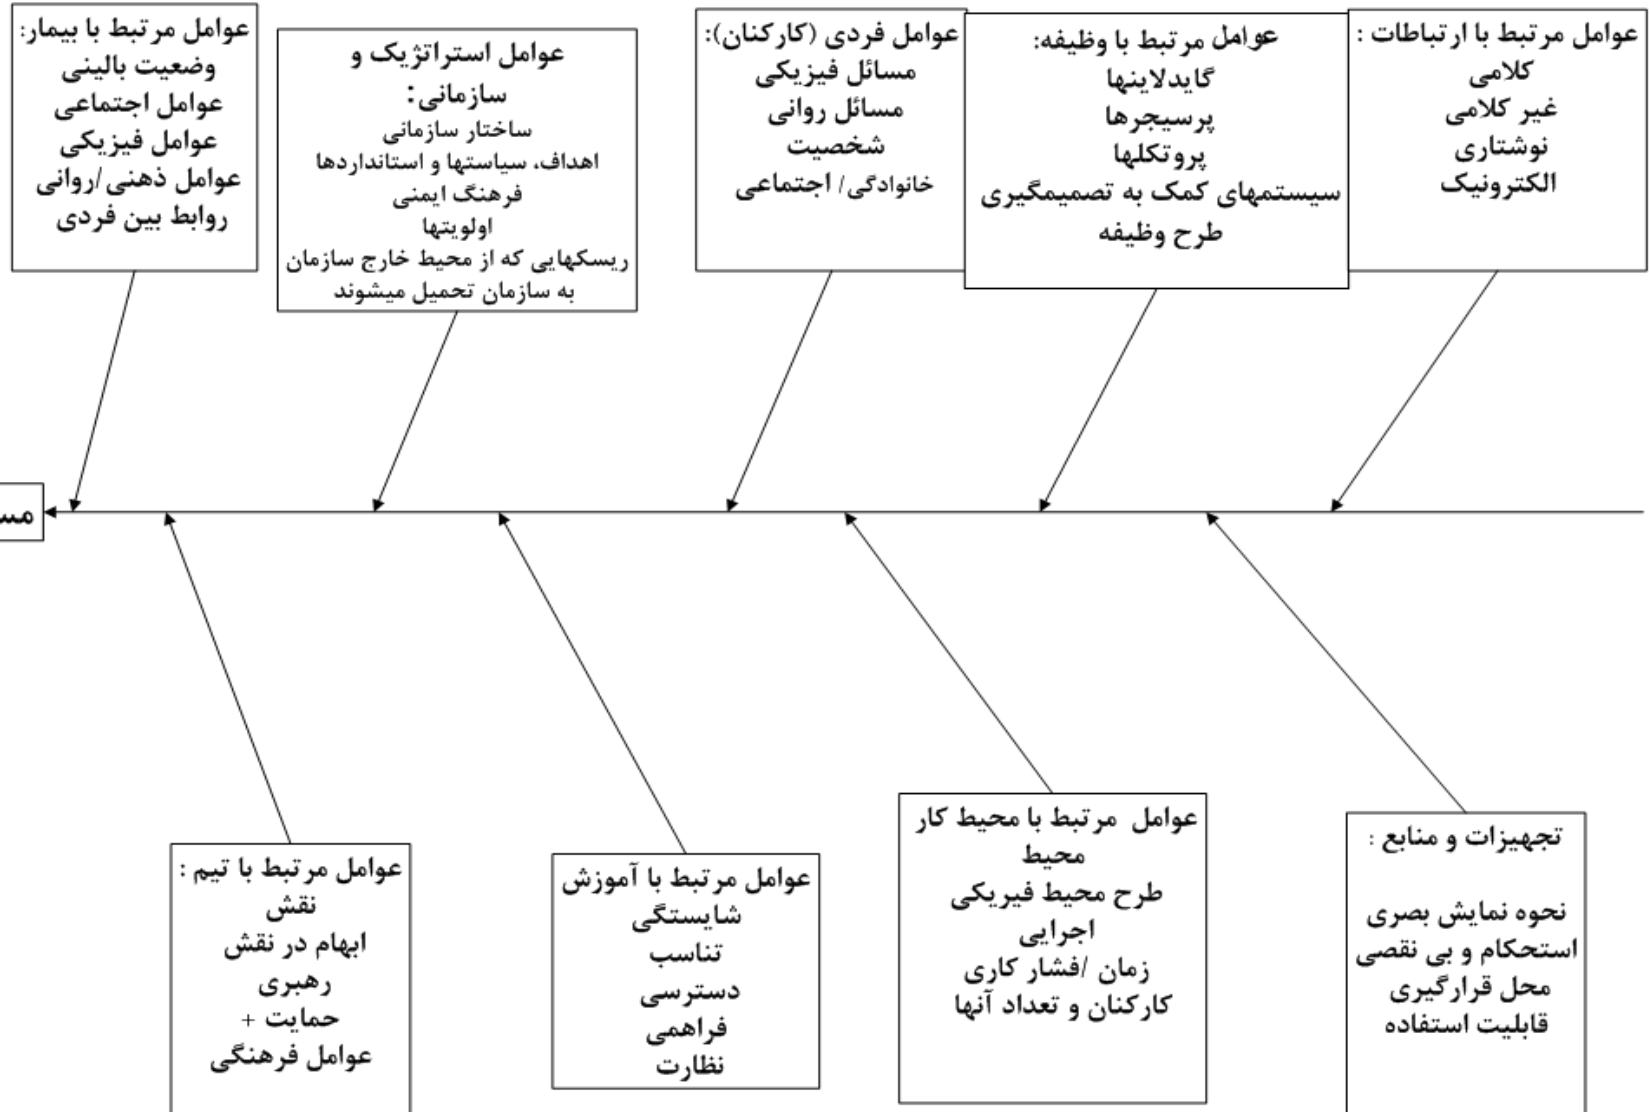 عوامل مرتبط با ارتباطات :
کلامی
غیر کلامی
نوشتاری
الکترونیک
عوامل مرتبط با وظیفه:
گایدلاینها
پرسیجرها
پروتکلها
سیستمهای کمک به تصمیمگیری
طرح وظیفه
عوامل فردی (کارکنان):
مسائل فیزیکی
مسائل روانی
شخصیت
خانوادگی/ اجتماعی
عوامل استراتژیک و
سازمانی:
ساختار سازمانی
اهداف، سیاستها و استانداردها
فرهنگ ایمنی
اولویتها
ریسکهایی که از محیط خارج سازمان
به سازمان تحمیل میشوند
عوامل مرتبط با بیمار:
وضعیت بالینی
عوامل اجتماعی
عوامل فیزیکی
عوامل ذهنی/روانی
روابط بین فردی
تجهیزات و منابع :
نحوه نمایش بصری
استحکام و بی نقصی
محل قرارگیری
قابلیت استفاده
عوامل مرتبط با محیط کار
محیط
طرح محیط فیریکی
اجرایی
زمان /فشار کاری
کارکنان و تعداد آنها
عوامل مرتبط با آموزش
شایستگی
تناسب
دسترسی
فراهمی
نظارت
عوامل مرتبط با تیم :
نقش
ابهام در نقش
رهبری
حمایت +
عوامل فرهنگی